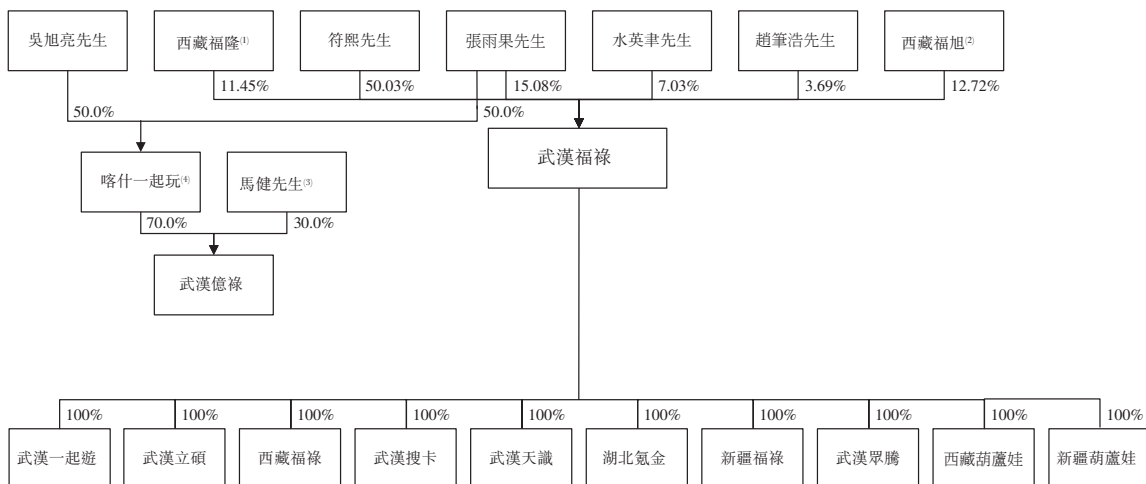 吳旭亮先生
西藏福隆(1)
符熙先生
張雨果先生
水英聿先生
趙筆浩先生
西藏福旭(2)
11.45%
50.03%
15.08%
7.03%
3.69%
12.72%
50.0%
50.0%
武漢福祿
喀什一起玩(4)
馬健先生(3)
70.0%
30.0%
武漢億祿
100%
100%
100%
100%
100%
100%
100%
100%
100%
100%
武漢一起遊
武漢立碩
西藏福祿
武漢搜卡
武漢天識
湖北氪金
新疆福祿
武漢眾騰
西藏葫蘆娃
新疆葫蘆娃